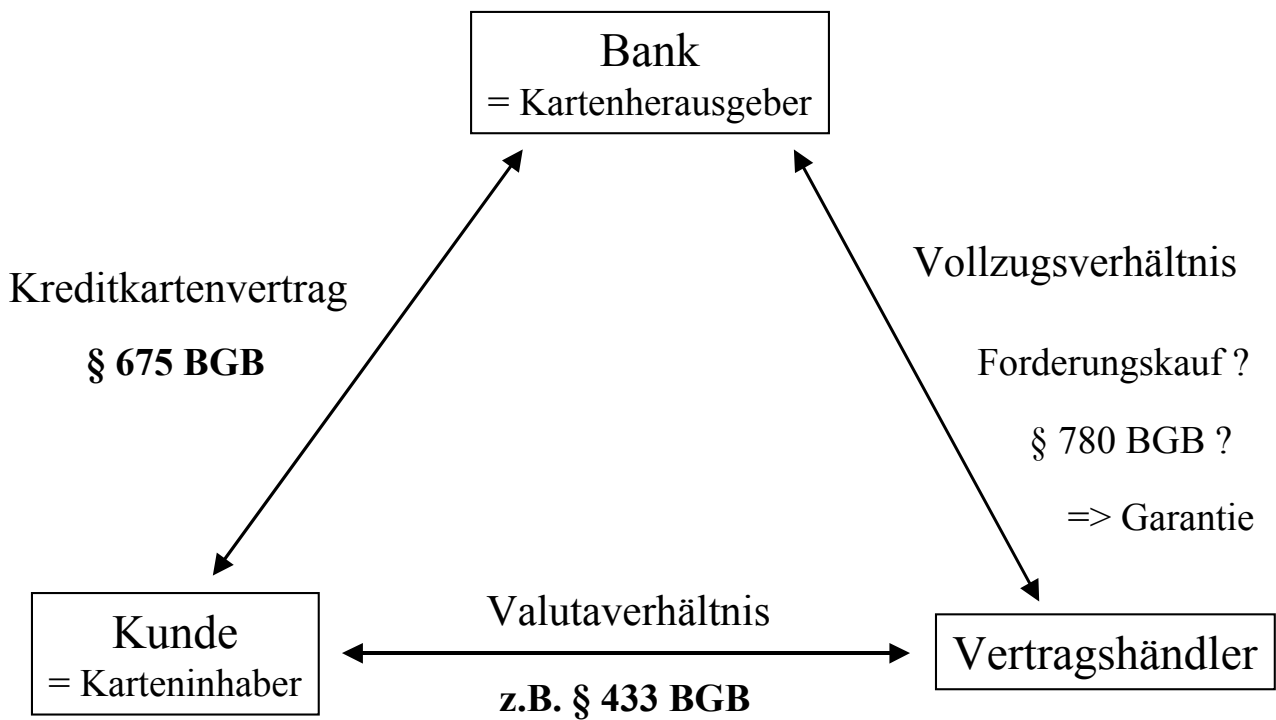 Bank
= Kartenherausgeber
Kreditkartenvertrag
§ 675 BGB
Vollzugsverhältnis
Forderungskauf ?
§ 780 BGB ?
=> Garantie
Kunde
= Karteninhaber
Valutaverhältnis
z.B. § 433 BGB
Vertragshändler